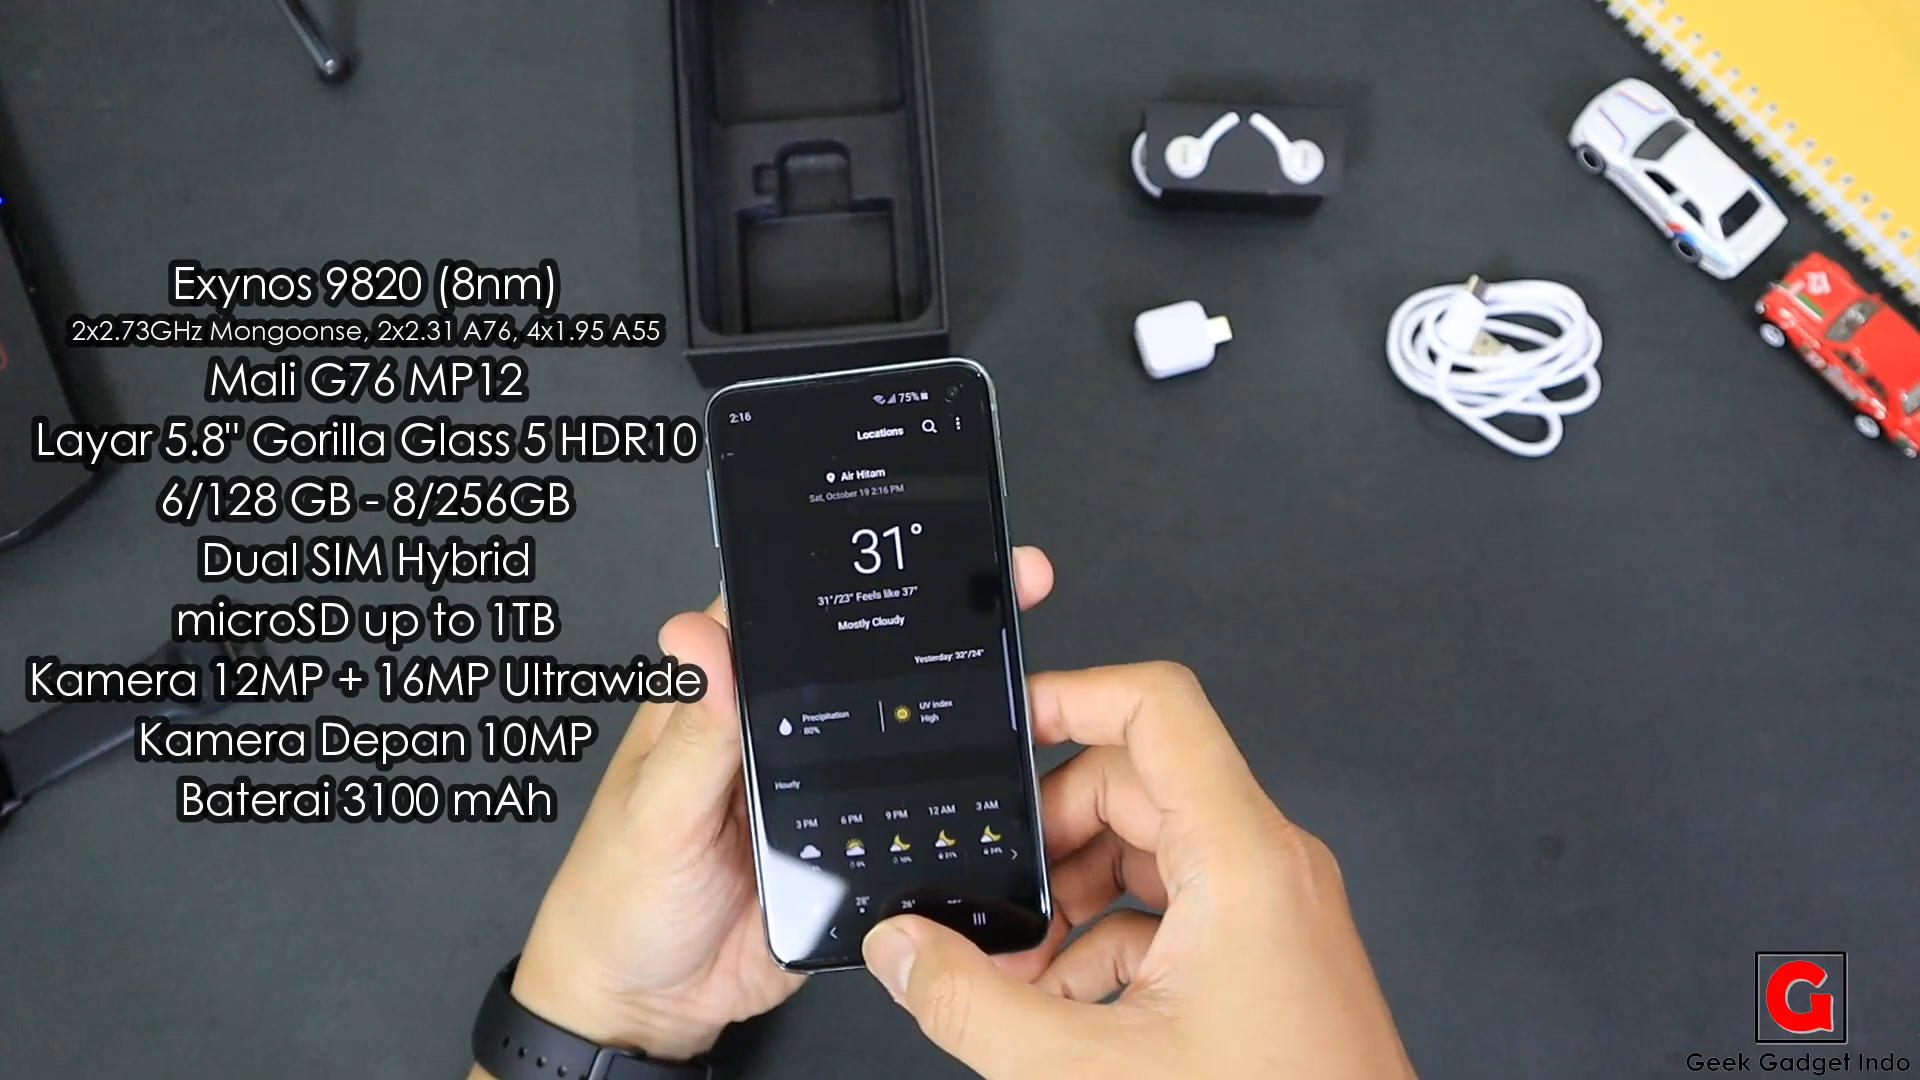 Exynos 9820 (8nm)
2x2.73GHz Mongoonse, 2x2.31 A76, 4x1.95 A55
Mali G76 MP12
Layar 5.8" Gorilla Glass 5 HDR10
6/128 GB - 8/256GB
Dual SIM Hybrid
microSD up to 1TB
Kamera 12MP + 16MP Ultrawide
Kamera Depan 10MP
Baterai 3100 mAh
2:16
75%
Locations
Air Hitam
Sat, October 19 2:16 PM
31°
31°/23° Feels like 37°
Mostly Cloudy
Yesterday: 32°/24°
Precipitation
80%
UV index
High
Hourly
3 PM 6 PM 9 PM 12 AM 3 AM
28° 26°
G
Geek Gadget Indo